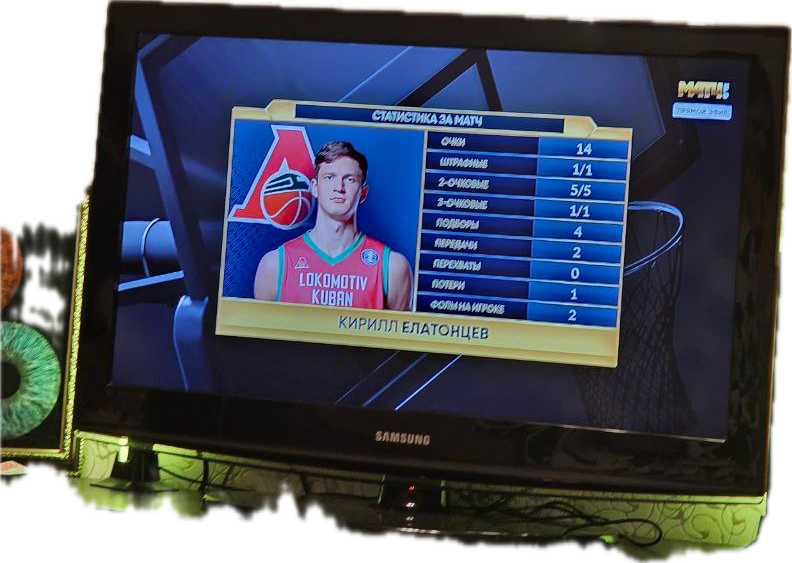 МАТЧ!
ПРЯМОЙ ЭФИР
СТАТИСТИКА ЗА МАТЧ
ОЧКИ 14
ШТРАФНЫЕ 1/1
2-ОЧКОВЫЕ 5/5
3-ОЧКОВЫЕ 1/1
ПОДБОРЫ 4
ПЕРЕДАЧИ 2
ПЕРЕХВАТЫ 0
ПОТЕРИ 1
ФОЛЫ НА ИГРОКЕ 2
LOKOMOTIV
KUBAN
КИРИЛЛ ЕЛАТОНЦЕВ
SAMSUNG